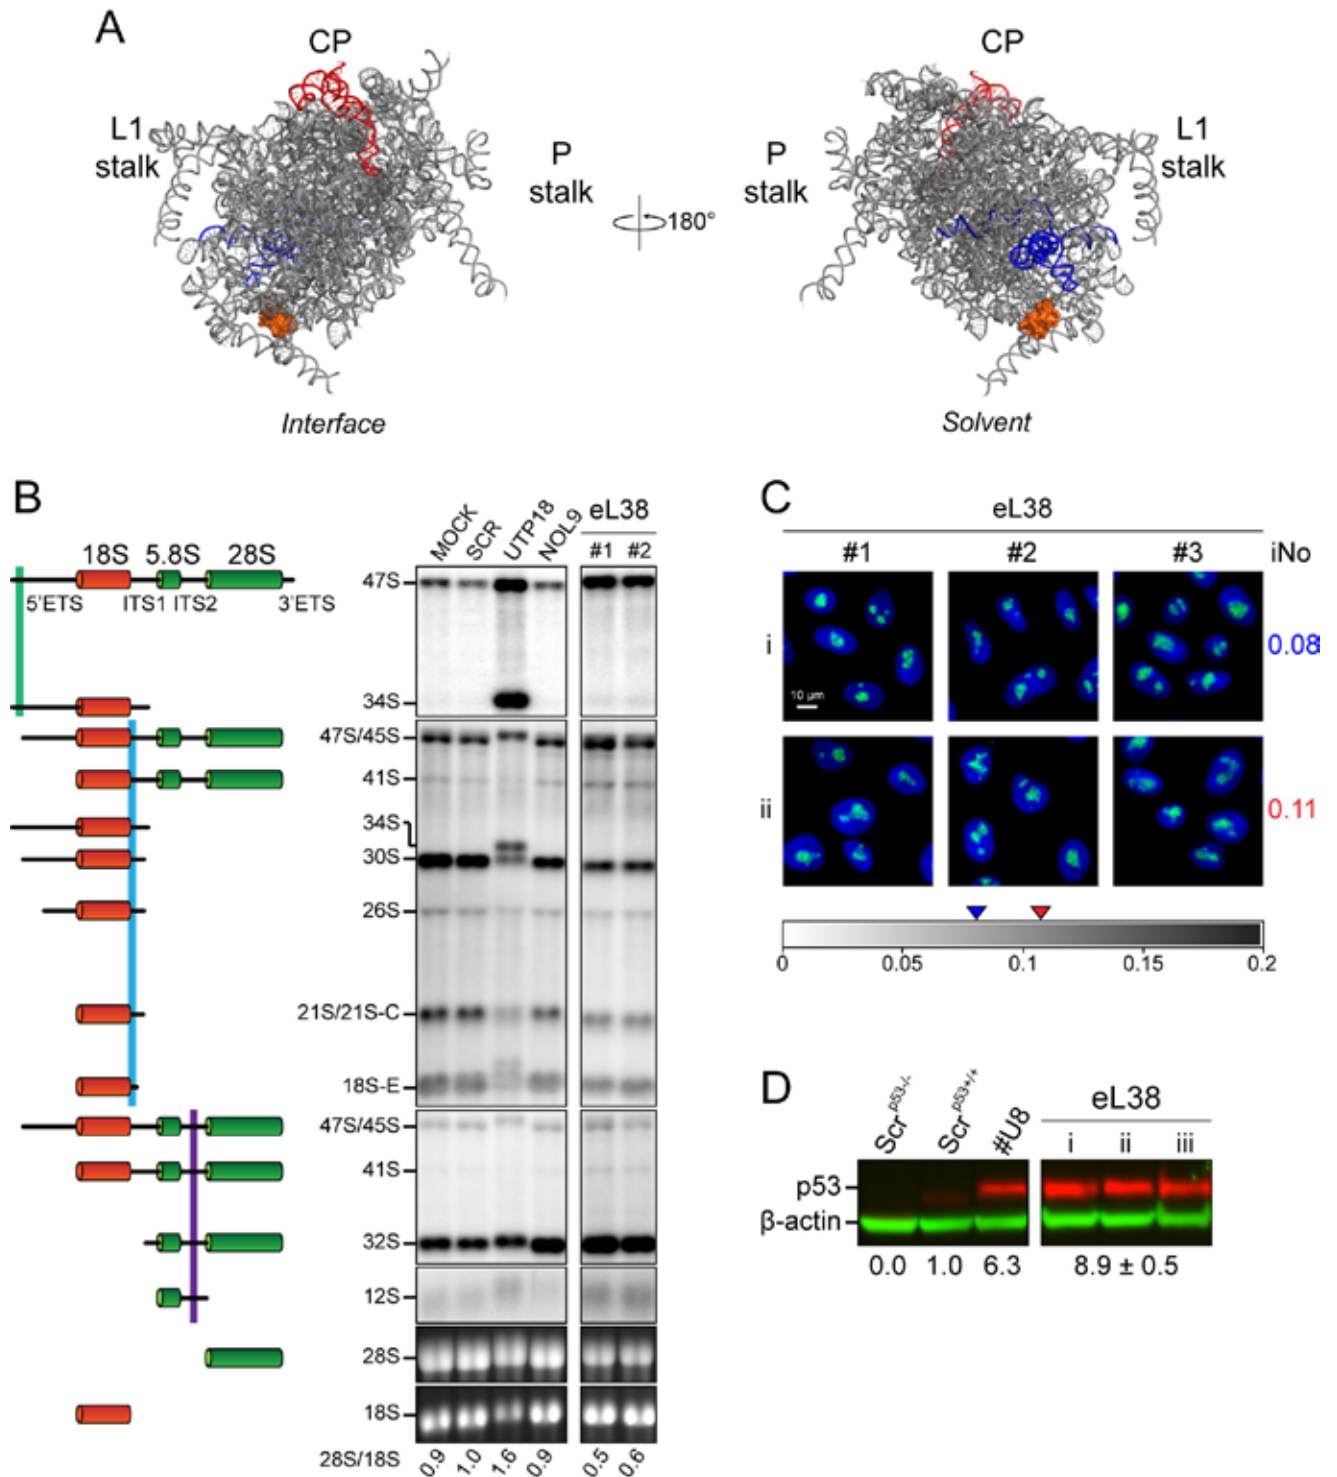 A
CP
CP
L1
stalk
P
stalk
180°
P
stalk
L1
stalk
Interface
Solvent
B
MOCK
SCR
UTP18
NOL9
eL38
#1 #2
18S 5.8S 28S
5'ETS ITS1 ITS2 3'ETS
47S
34S
47S/45S
41S
34S
30S
26S
21S/21S-C
18S-E
47S/45S
41S
32S
12S
28S
18S
28S/18S 0.9 1.0 1.6 0.9 0.5 0.6
C
eL38
#1 #2 #3 iNo
i 0.08
10 µm
ii 0.11
0 0.05 0.1 0.15 0.2
D
Scr p53-/-
Scr p53+/+
#U8
eL38
i ii iii
p53
β-actin
0.0 1.0 6.3 8.9 ± 0.5